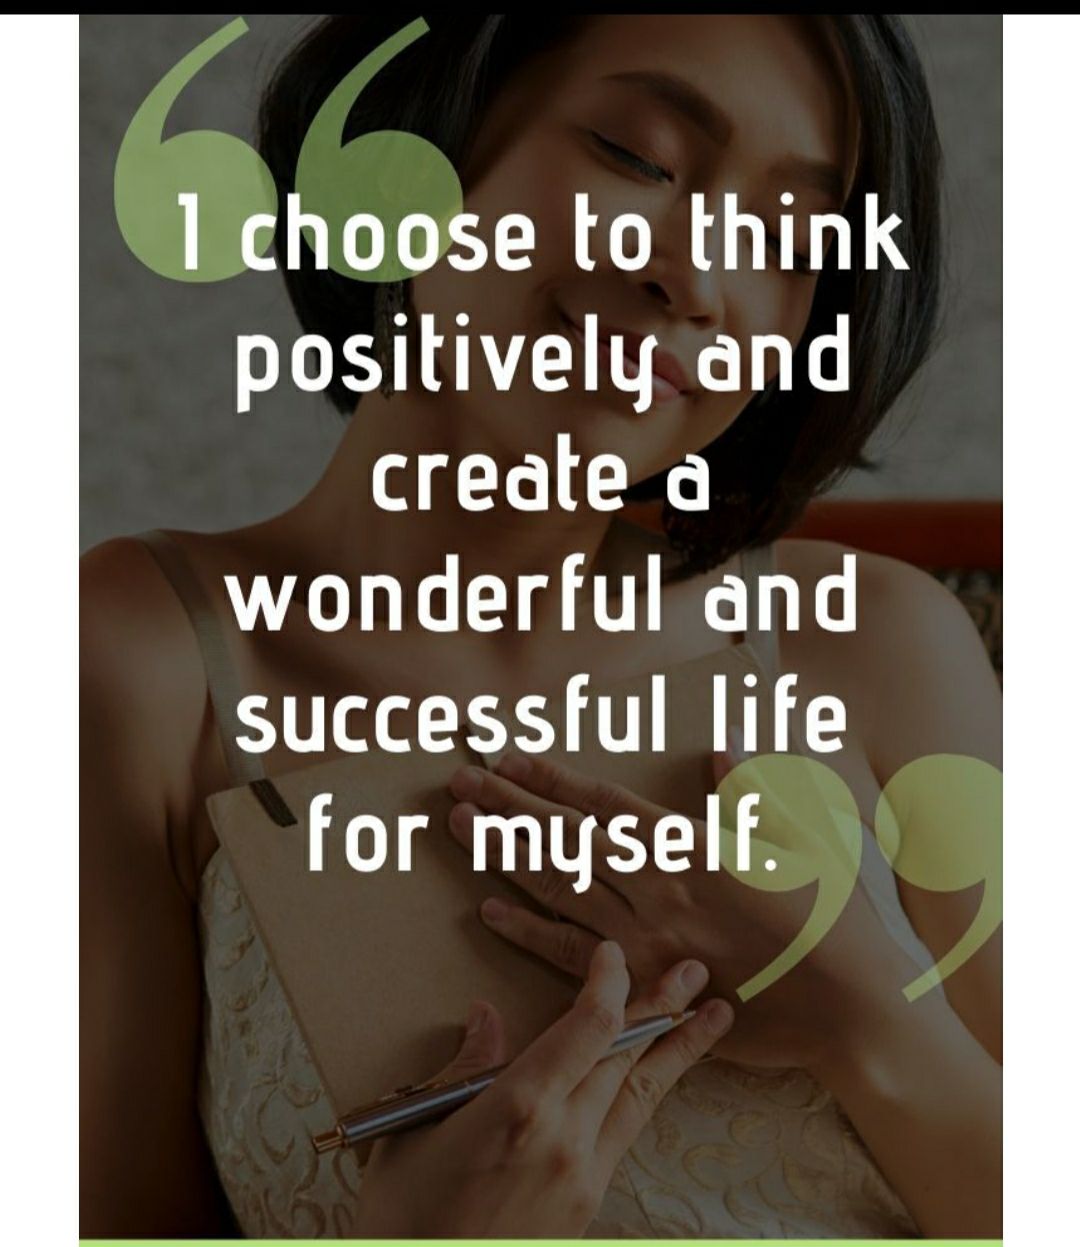 “I choose to think
positively and
create a
wonderful and
successful life
for myself.”